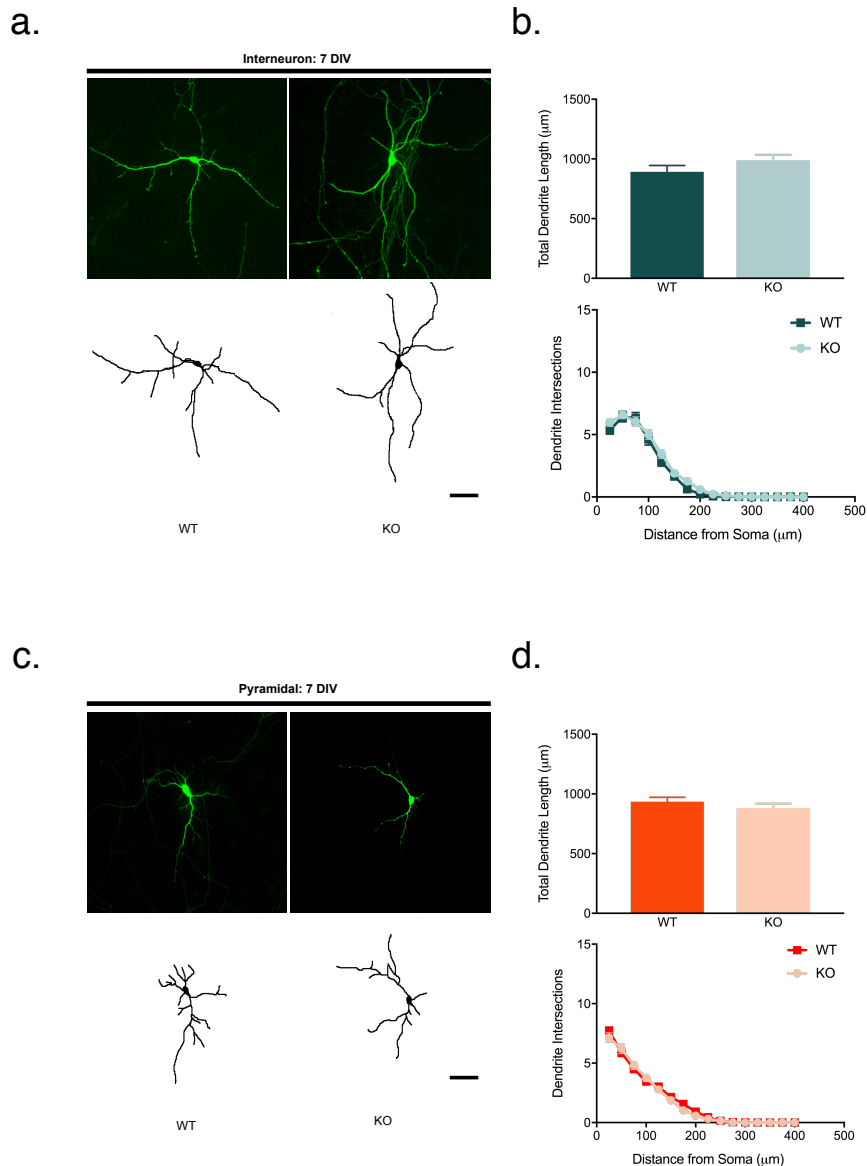 a.
Interneuron: 7 DIV
WT
KO
b.
1500
1000
500
0
Total Dendrite Length (μm)
WT
KO
15
10
5
0
Dendrite Intersections
WT
KO
0 100 200 300 400 500
Distance from Soma (μm)
c.
Pyramidal: 7 DIV
WT
KO
d.
1500
1000
500
0
Total Dendrite Length (μm)
WT
KO
15
10
5
0
Dendrite Intersections
WT
KO
0 100 200 300 400 500
Distance from Soma (μm)